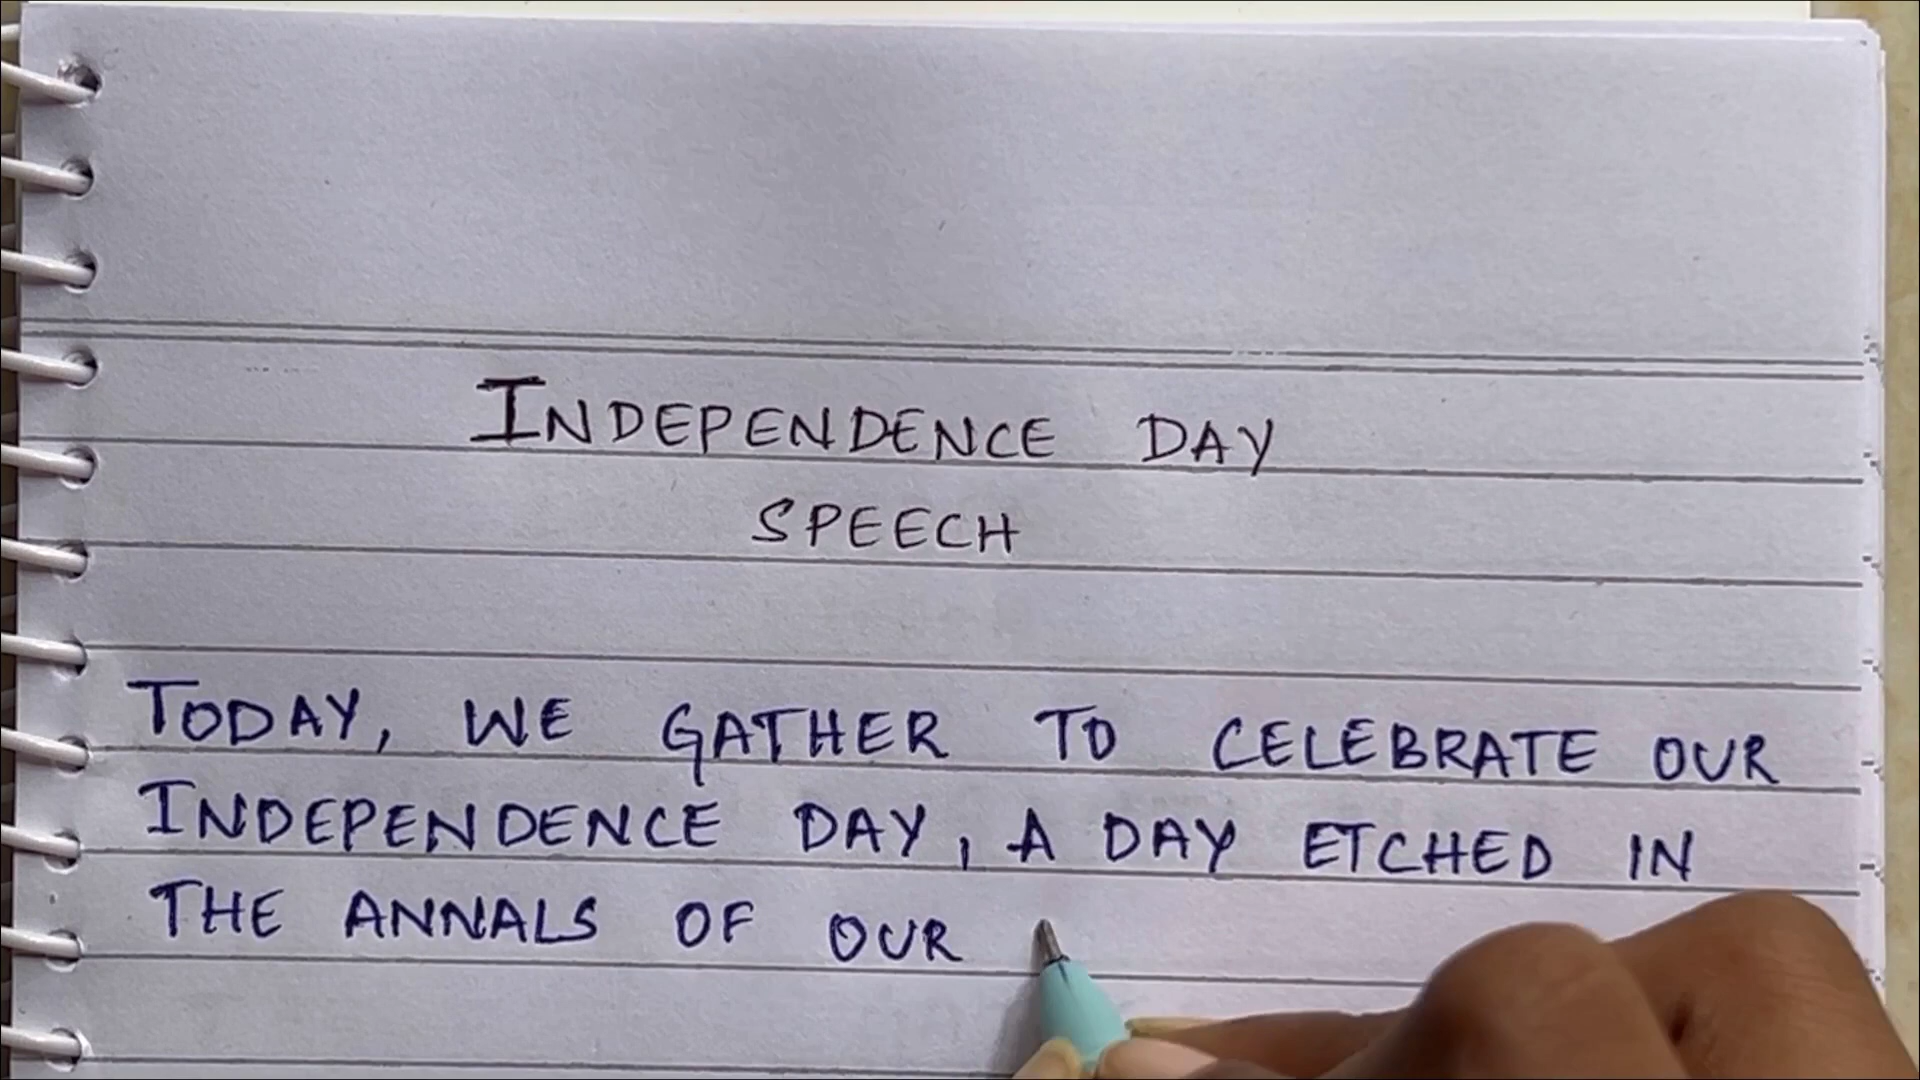 INDEPENDENCE DAY
SPEECH
TODAY, WE GATHER TO CELEBRATE OUR
INDEPENDENCE DAY, A DAY ETCHED IN
THE ANNALS OF OUR